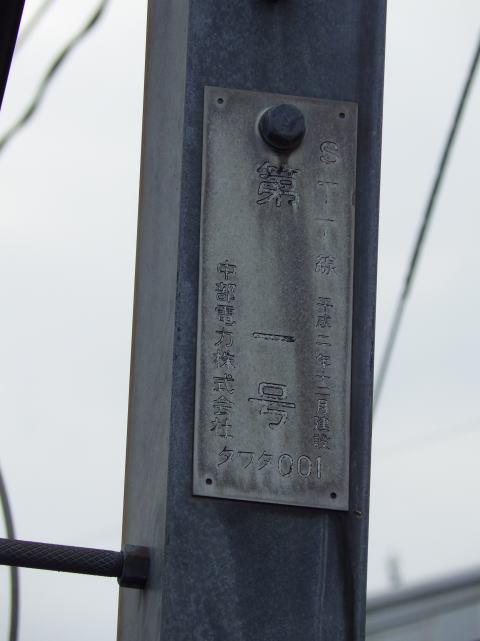 STT線 平成二年十二月建設
第一号
中部電力株式会社
タワタ001